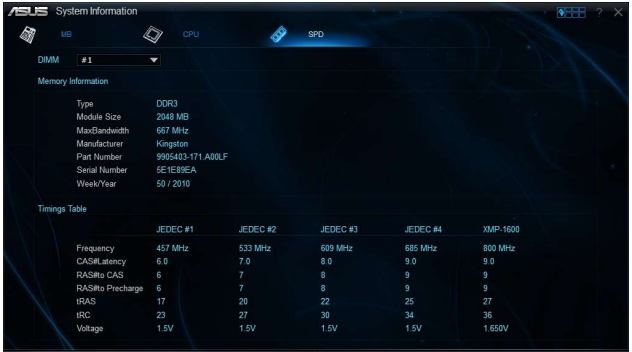 ASUS System Information ? X
MB CPU SPD
DIMM #1
Memory Information
Type DDR3
Module Size 2048 MB
MaxBandwidth 667 MHz
Manufacturer Kingston
Part Number 9905403-171.A00LF
Serial Number 5E1E89EA
Week/Year 50 / 2010
Timings Table
JEDEC #1 JEDEC #2 JEDEC #3 JEDEC #4 XMP-1600
Frequency 457 MHz 533 MHz 609 MHz 685 MHz 800 MHz
CAS#Latency 6.0 7.0 8.0 9.0 9.0
RAS#to CAS 6 7 8 9 9
RAS#to Precharge 6 7 8 9 9
tRAS 17 20 22 25 27
tRC 23 27 30 34 36
Voltage 1.5V 1.5V 1.5V 1.5V 1.650V